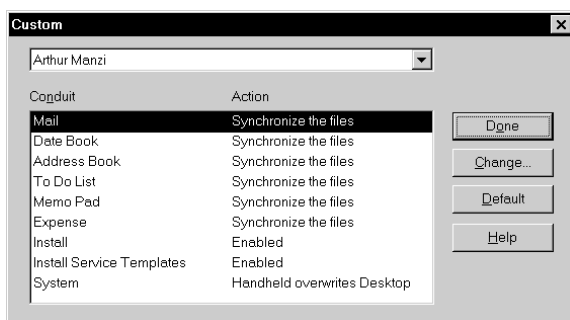 Custom
Arthur Manzi
Conduit Action
Mail Synchronize the files
Date Book Synchronize the files
Address Book Synchronize the files
To Do List Synchronize the files
Memo Pad Synchronize the files
Expense Synchronize the files
Install Enabled
Install Service Templates Enabled
System Handheld overwrites Desktop
Done
Change...
Default
Help